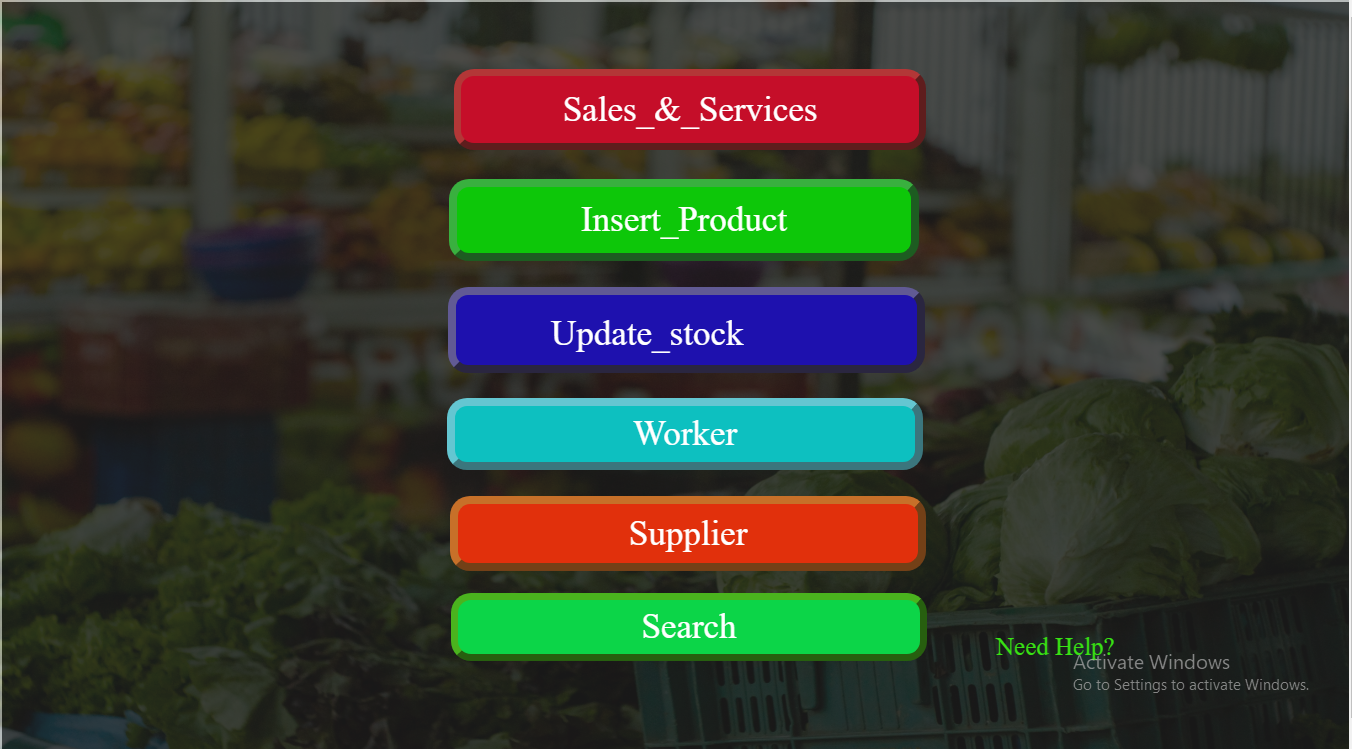 Sales_&_Services
Insert_Product
Update_stock
Worker
Supplier
Search
Need Help?
Activate Windows
Go to Settings to activate Windows.